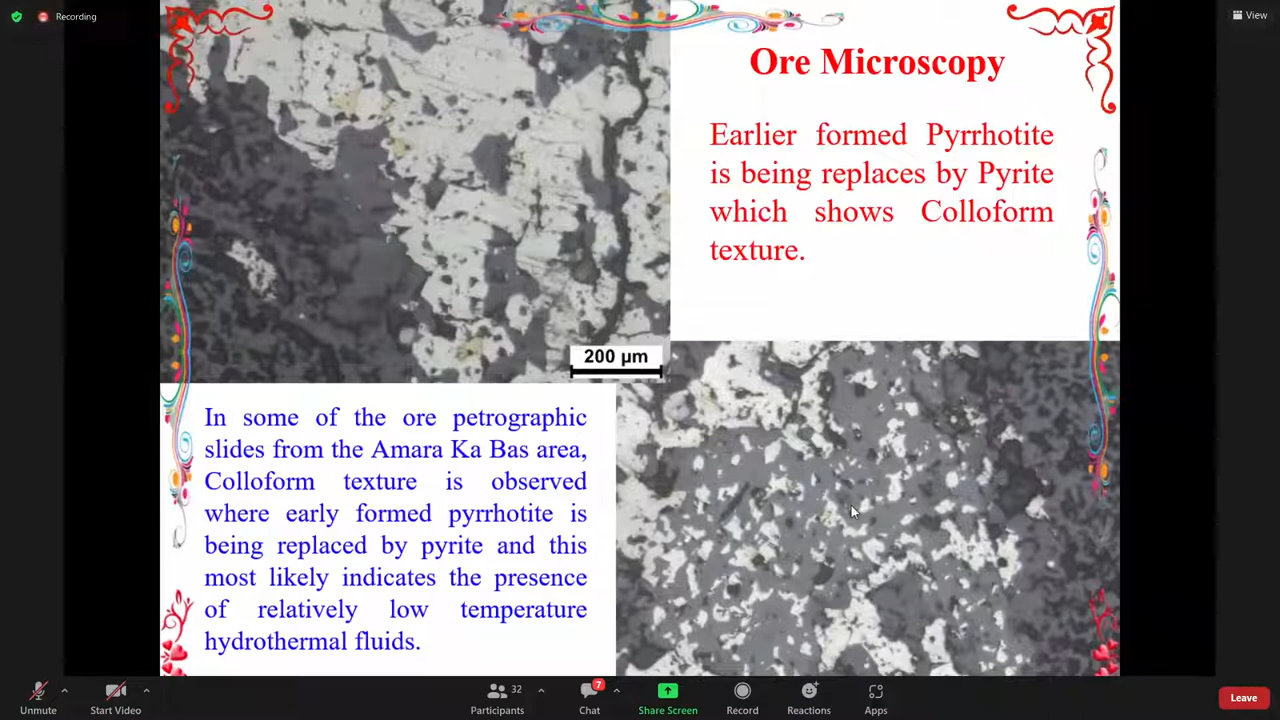 Recording
View
Ore Microscopy
Earlier formed Pyrrhotite
is being replaces by Pyrite
which shows Colloform
texture.
200 µm
In some of the ore petrographic
slides from the Amara Ka Bas area,
Colloform texture is observed
where early formed pyrrhotite is
being replaced by pyrite and this
most likely indicates the presence
of relatively low temperature
hydrothermal fluids.
Unmute
Start Video
32
Participants
7
Chat
Share Screen
Record
Reactions
Apps
Leave